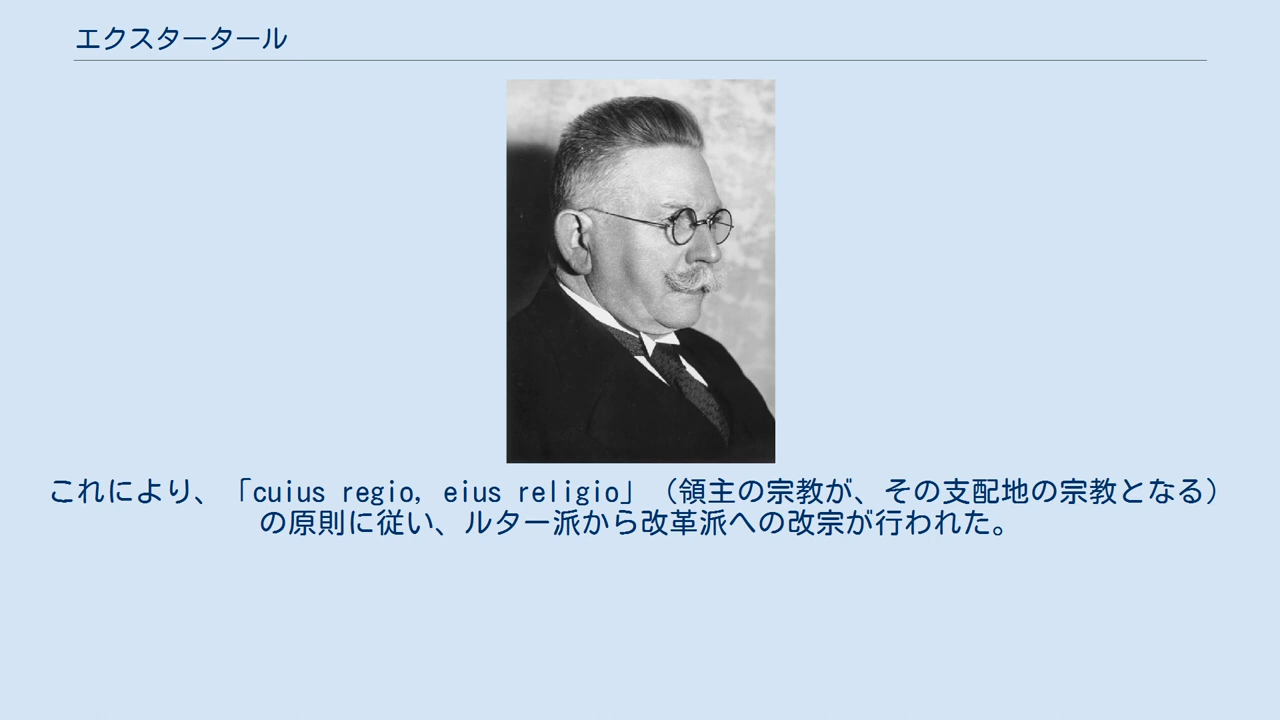 エクスタータール
これにより、「cuius regio, eius religio」（領主の宗教が、その支配地の宗教となる）
の原則に従い、ルター派から改革派への改宗が行われた。